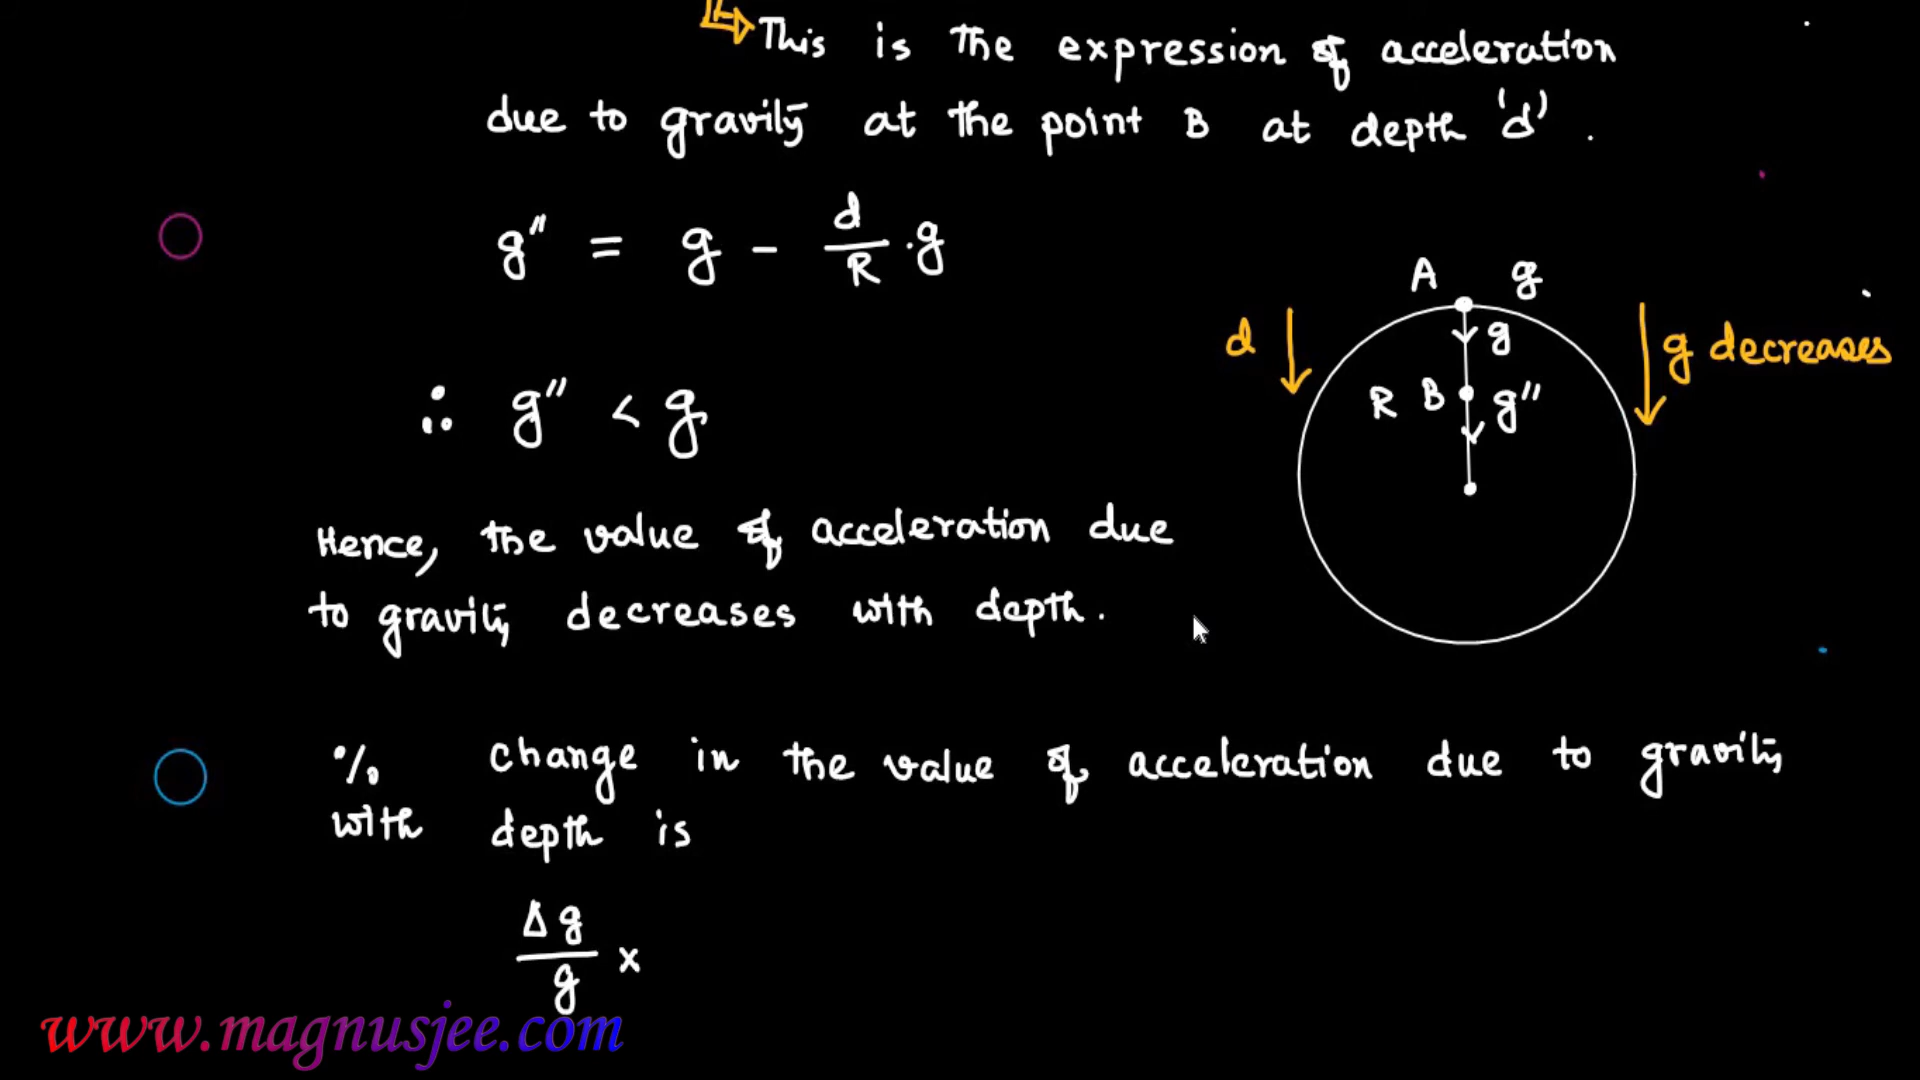 This is the expression of acceleration
due to gravity at the point B at depth 'd' .
g'' = g - d/R · g
∴ g'' < g
Hence, the value of acceleration due
to gravity decreases with depth.
A g
d
g
g decreases
R B g''
% change in the value of acceleration due to gravity
with depth is
Δg/g ×
www.magnusjee.com